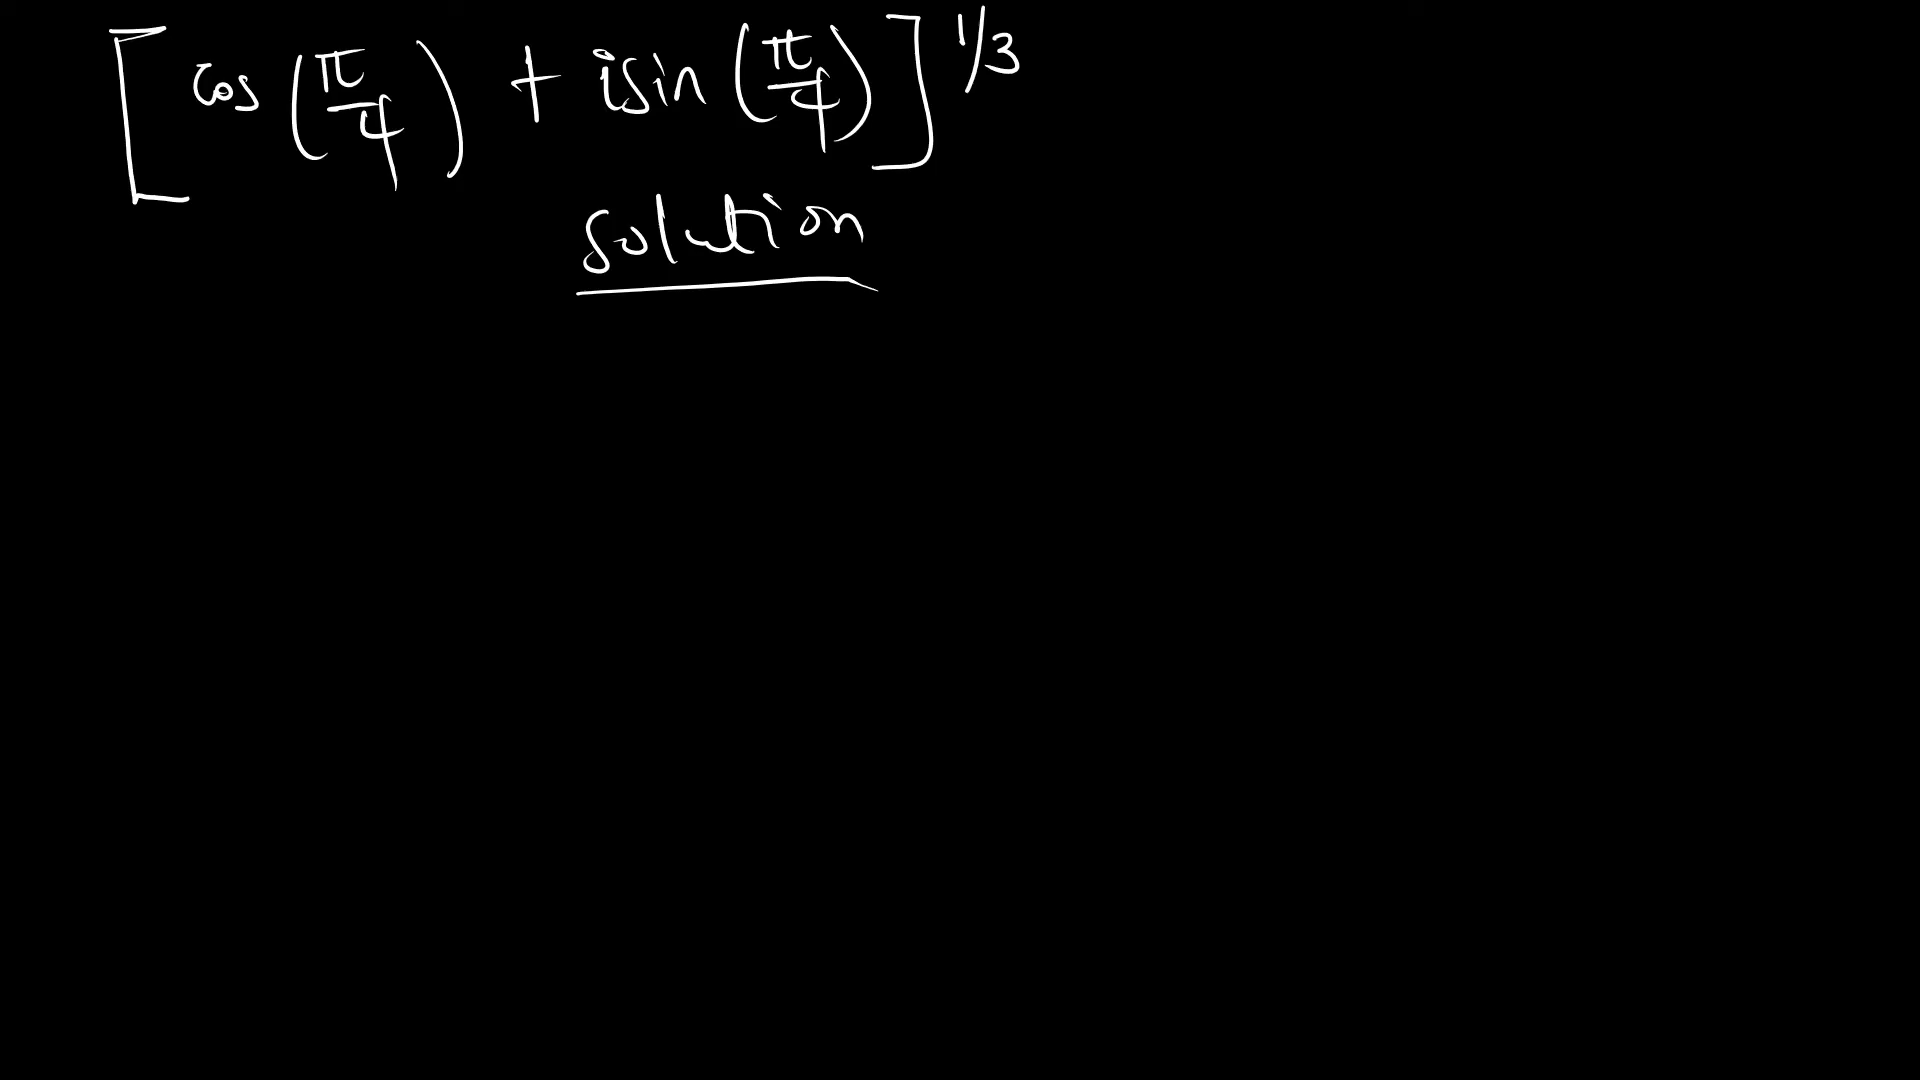 [cos(π/4) + isin(π/4)]^1/3
solution